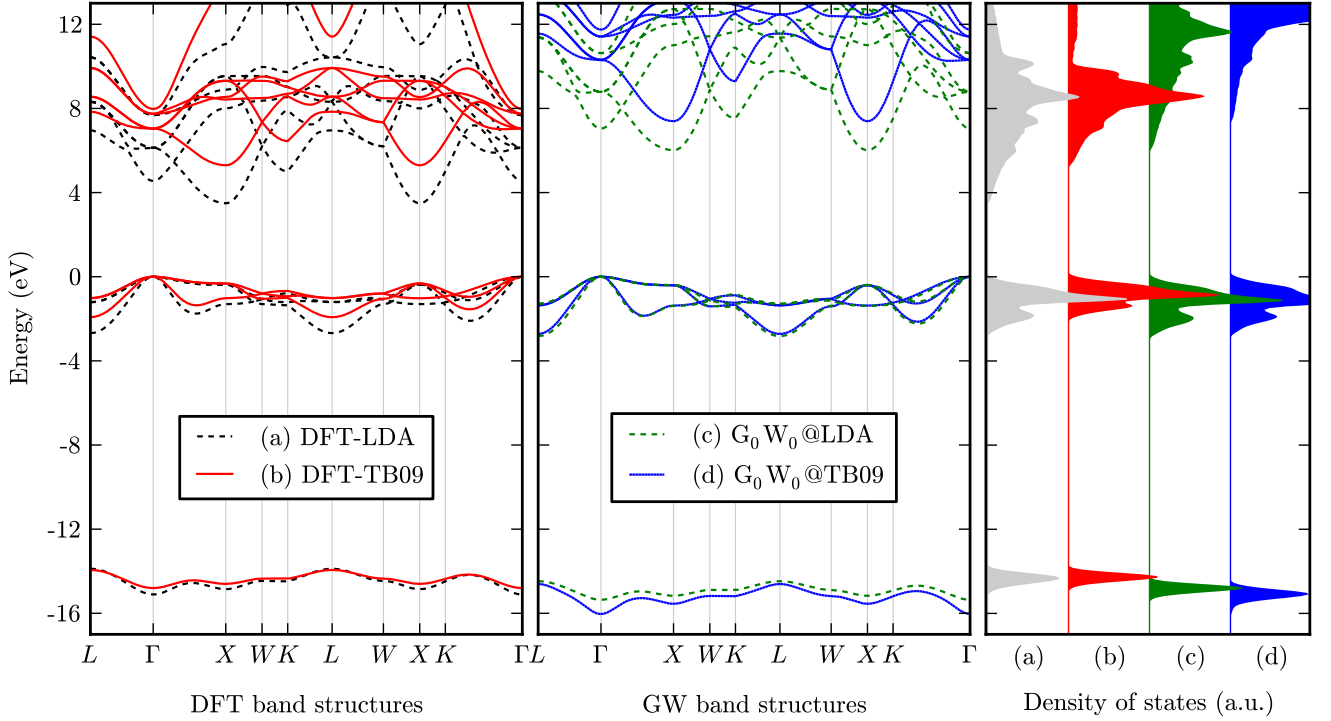 Energy (eV)
12
8
4
0
-4
-8
-12
-16
(a) DFT-LDA
(b) DFT-TB09
L Γ X W K L W X K Γ
DFT band structures
(c) G₀W₀@LDA
(d) G₀W₀@TB09
L Γ X W K L W X K Γ
GW band structures
(a) (b) (c) (d)
Density of states (a.u.)